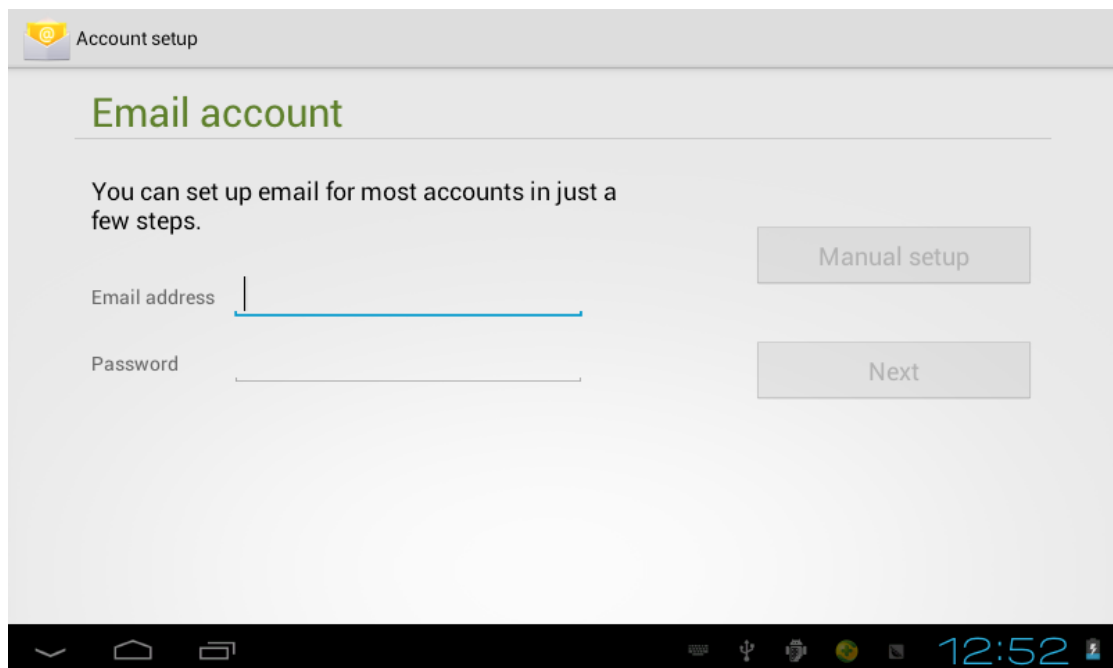 Account setup
Email account
You can set up email for most accounts in just a
few steps.
Manual setup
Email address
Password
Next
12:52